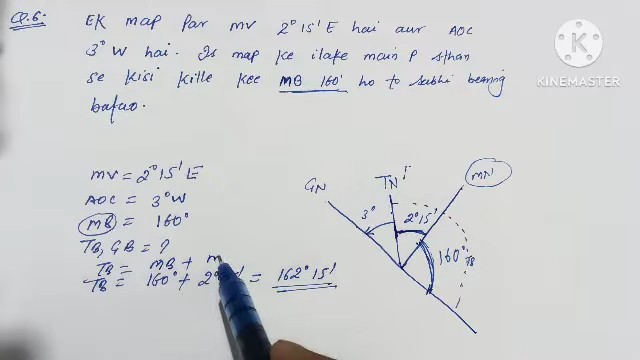 Q.6:
EK map par mv 2°15'E hai aur AOC
3°W hai. Is map ke ilake main P sthan
se kisi kille kee MB 160° ho to sabhi bearing
batao.
K
KINEMASTER
MV = 2°15'E
AOC = 3°W
MB = 160°
TB, GB = ?
TB = MB + m
TB = 160° + 2° = 162°15'
GN
TN
MN
3°
2°15'
160°
TB